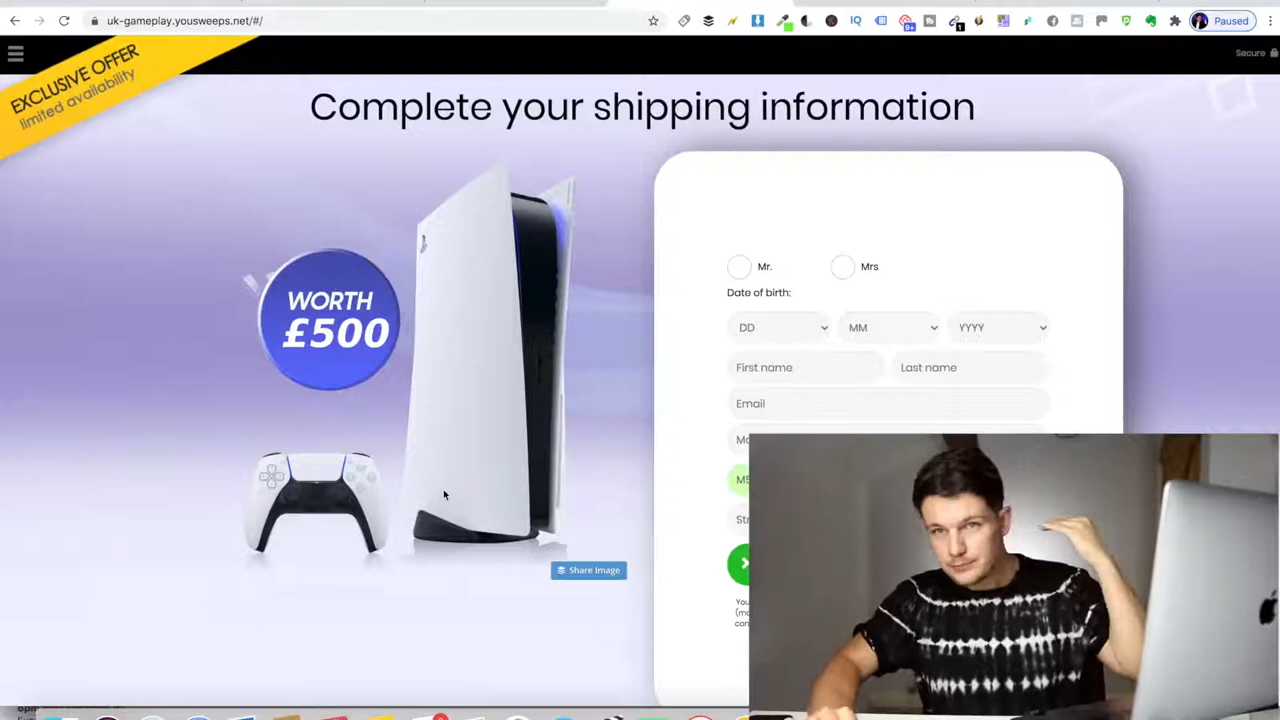 uk-gameplay.yousweeps.net/#/
Paused
Secure
EXCLUSIVE OFFER
limited availability
Complete your shipping information
WORTH
£500
Mr.
Mrs
Date of birth:
DD
MM
YYYY
First name
Last name
Email
Share Image